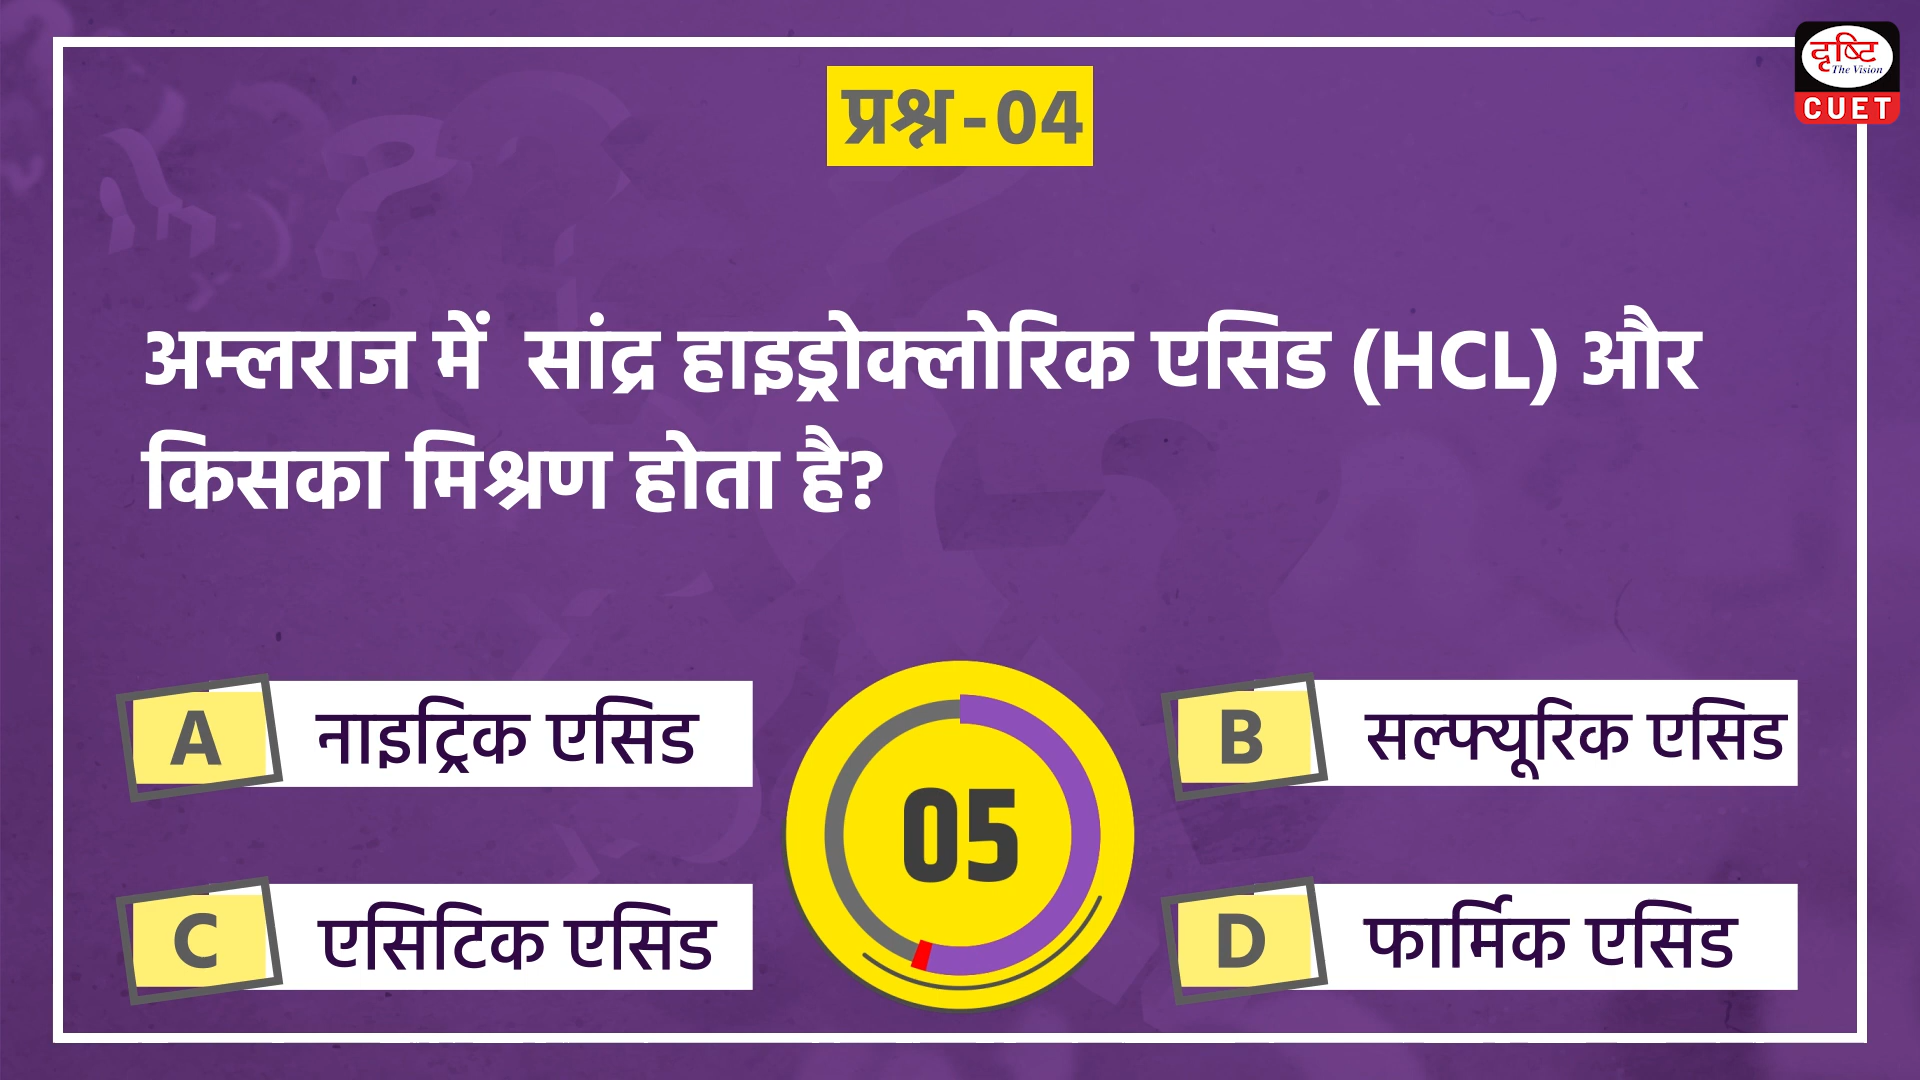 दृष्टि
The Vision
CUET
प्रश्न-04
अम्लराज में सांद्र हाइड्रोक्लोरिक एसिड (HCL) और
किसका मिश्रण होता है?
A नाइट्रिक एसिड
B सल्फ्यूरिक एसिड
05
C एसिटिक एसिड
D फार्मिक एसिड